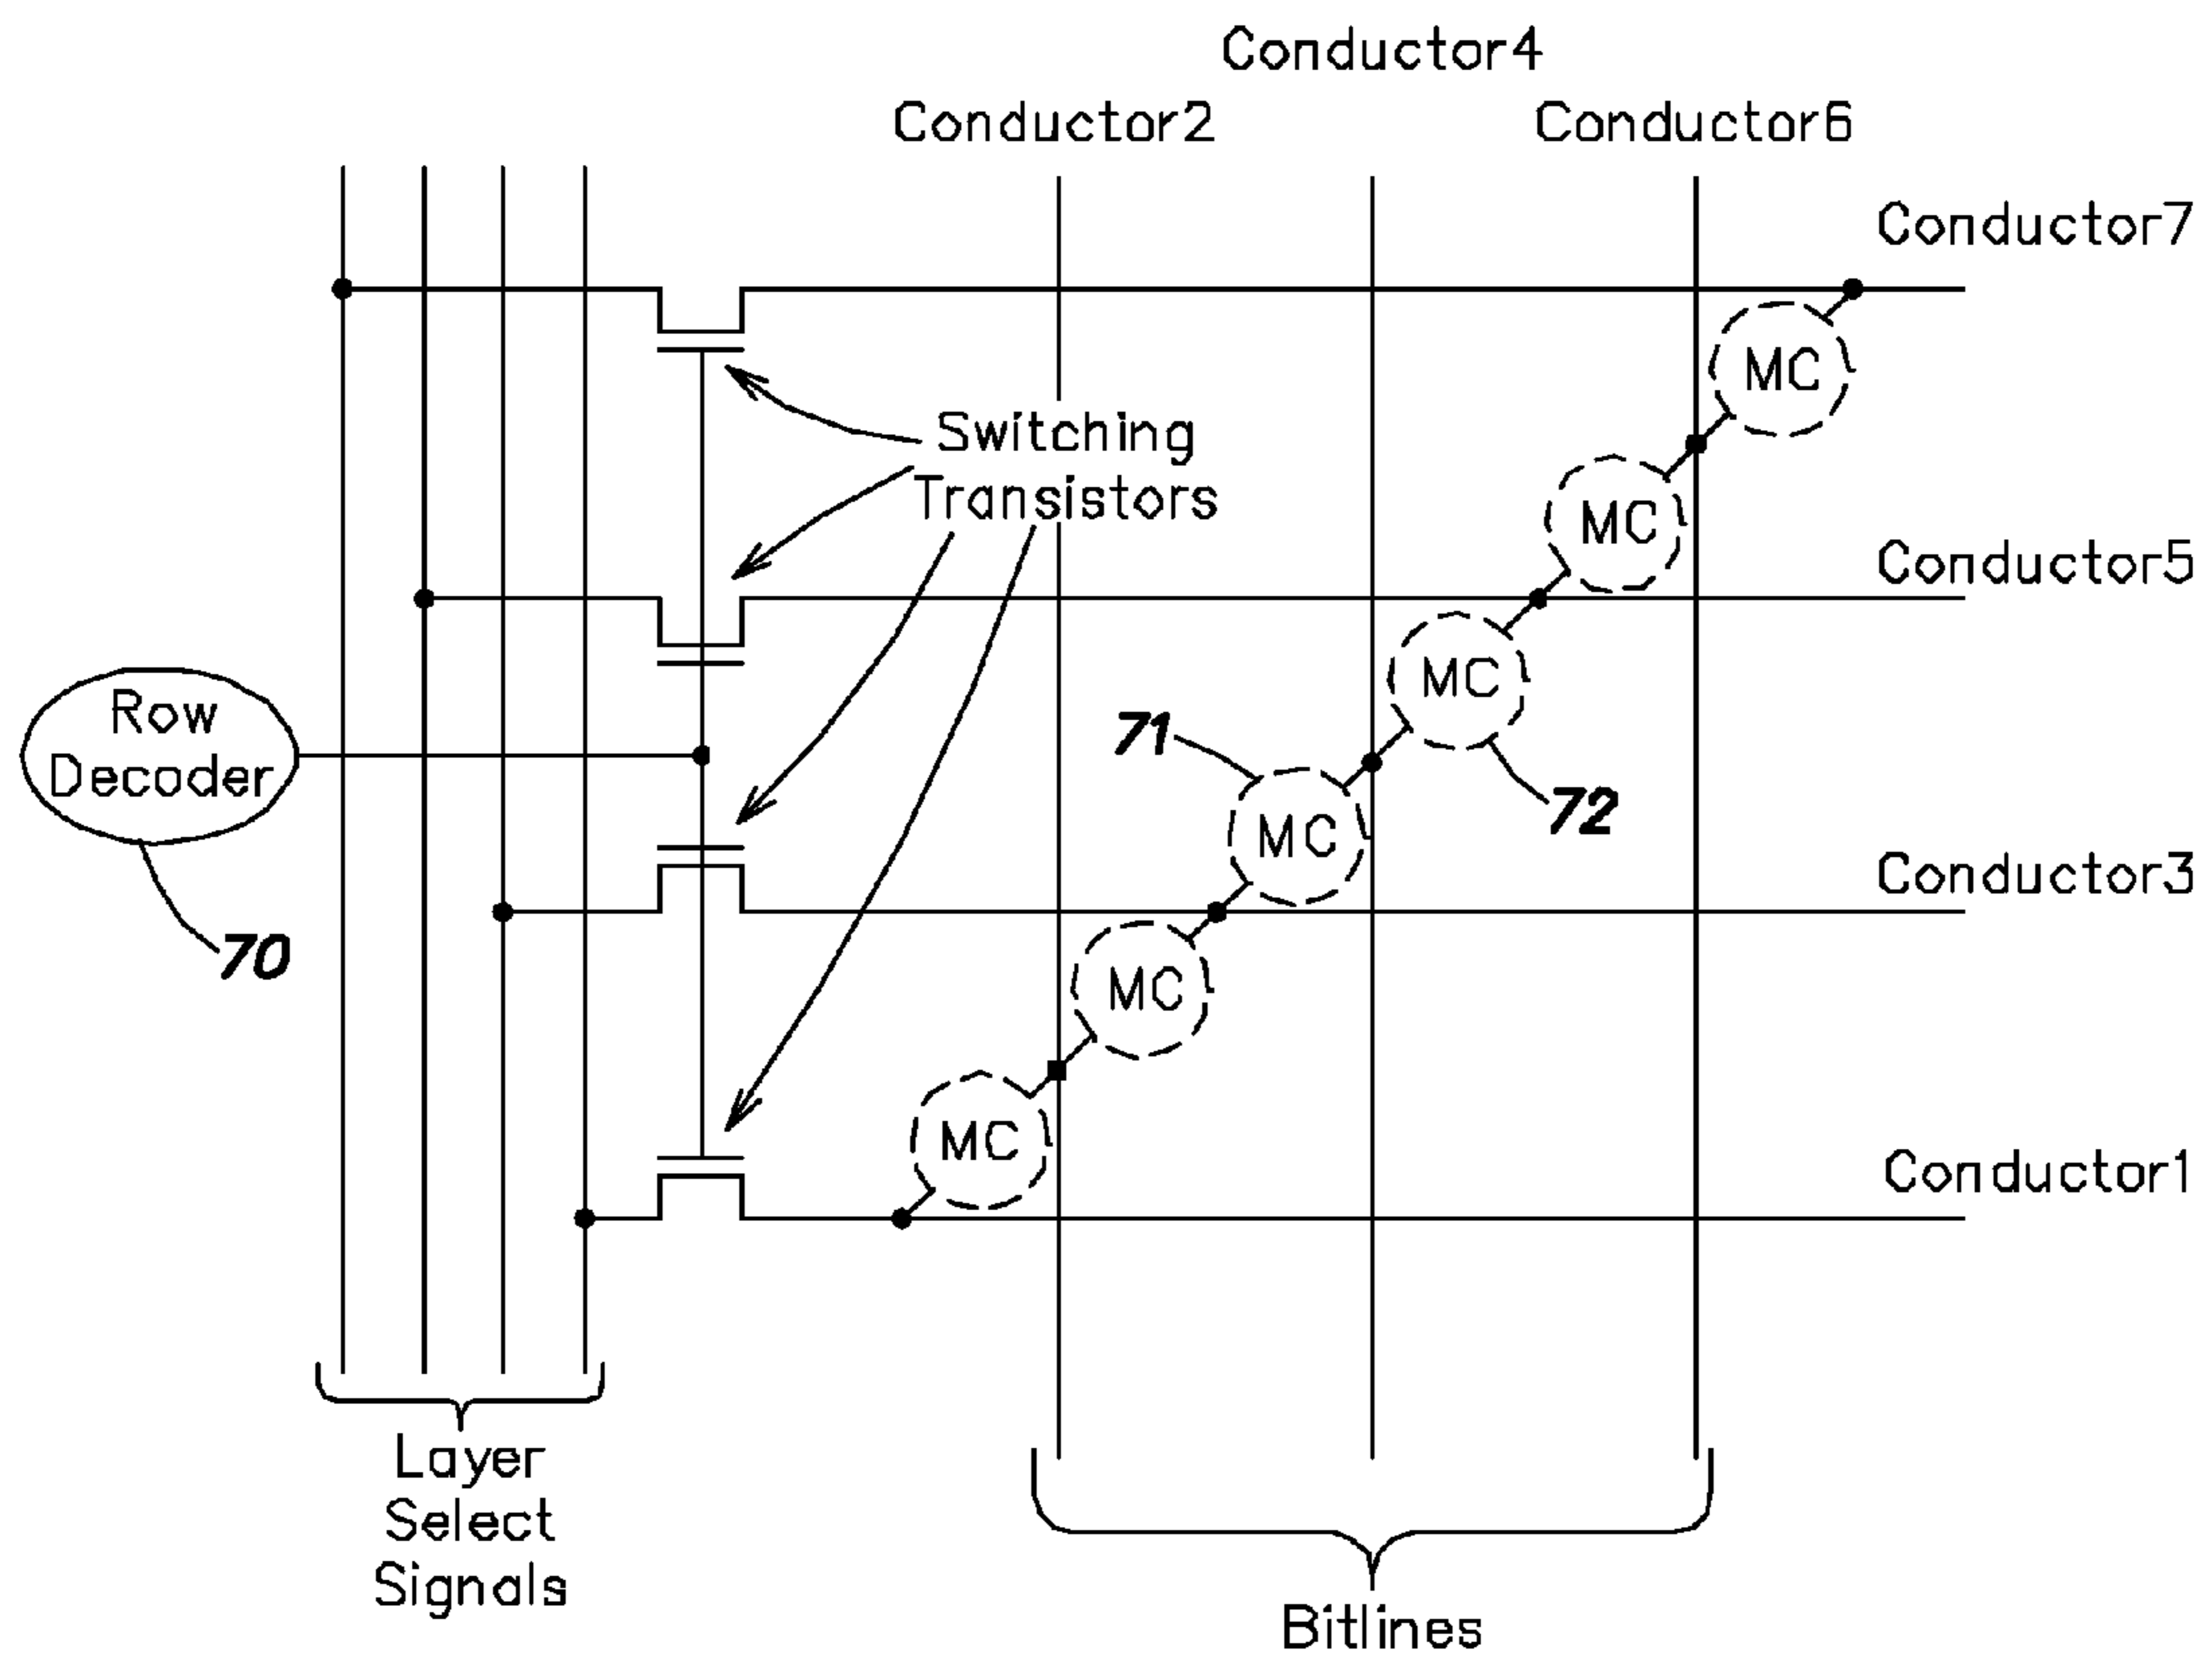 Conductor4
Conductor2
Conductor6
Conductor7
MC
Switching
Transistors
MC
Conductor5
MC
Row
Decoder
71
72
MC
Conductor3
70
MC
MC
Conductor1
Layer
Select
Signals
Bitlines